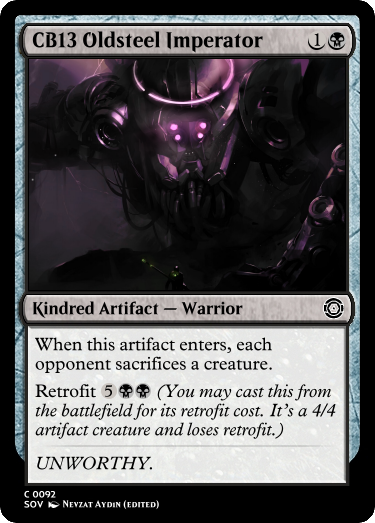 CB13 Oldsteel Imperator 1
Kindred Artifact — Warrior
When this artifact enters, each
opponent sacrifices a creature.
Retrofit 5 (You may cast this from
the battlefield for its retrofit cost. It's a 4/4
artifact creature and loses retrofit.)
UNWORTHY.
C 0092
SOV Nevzat Aydin (edited)